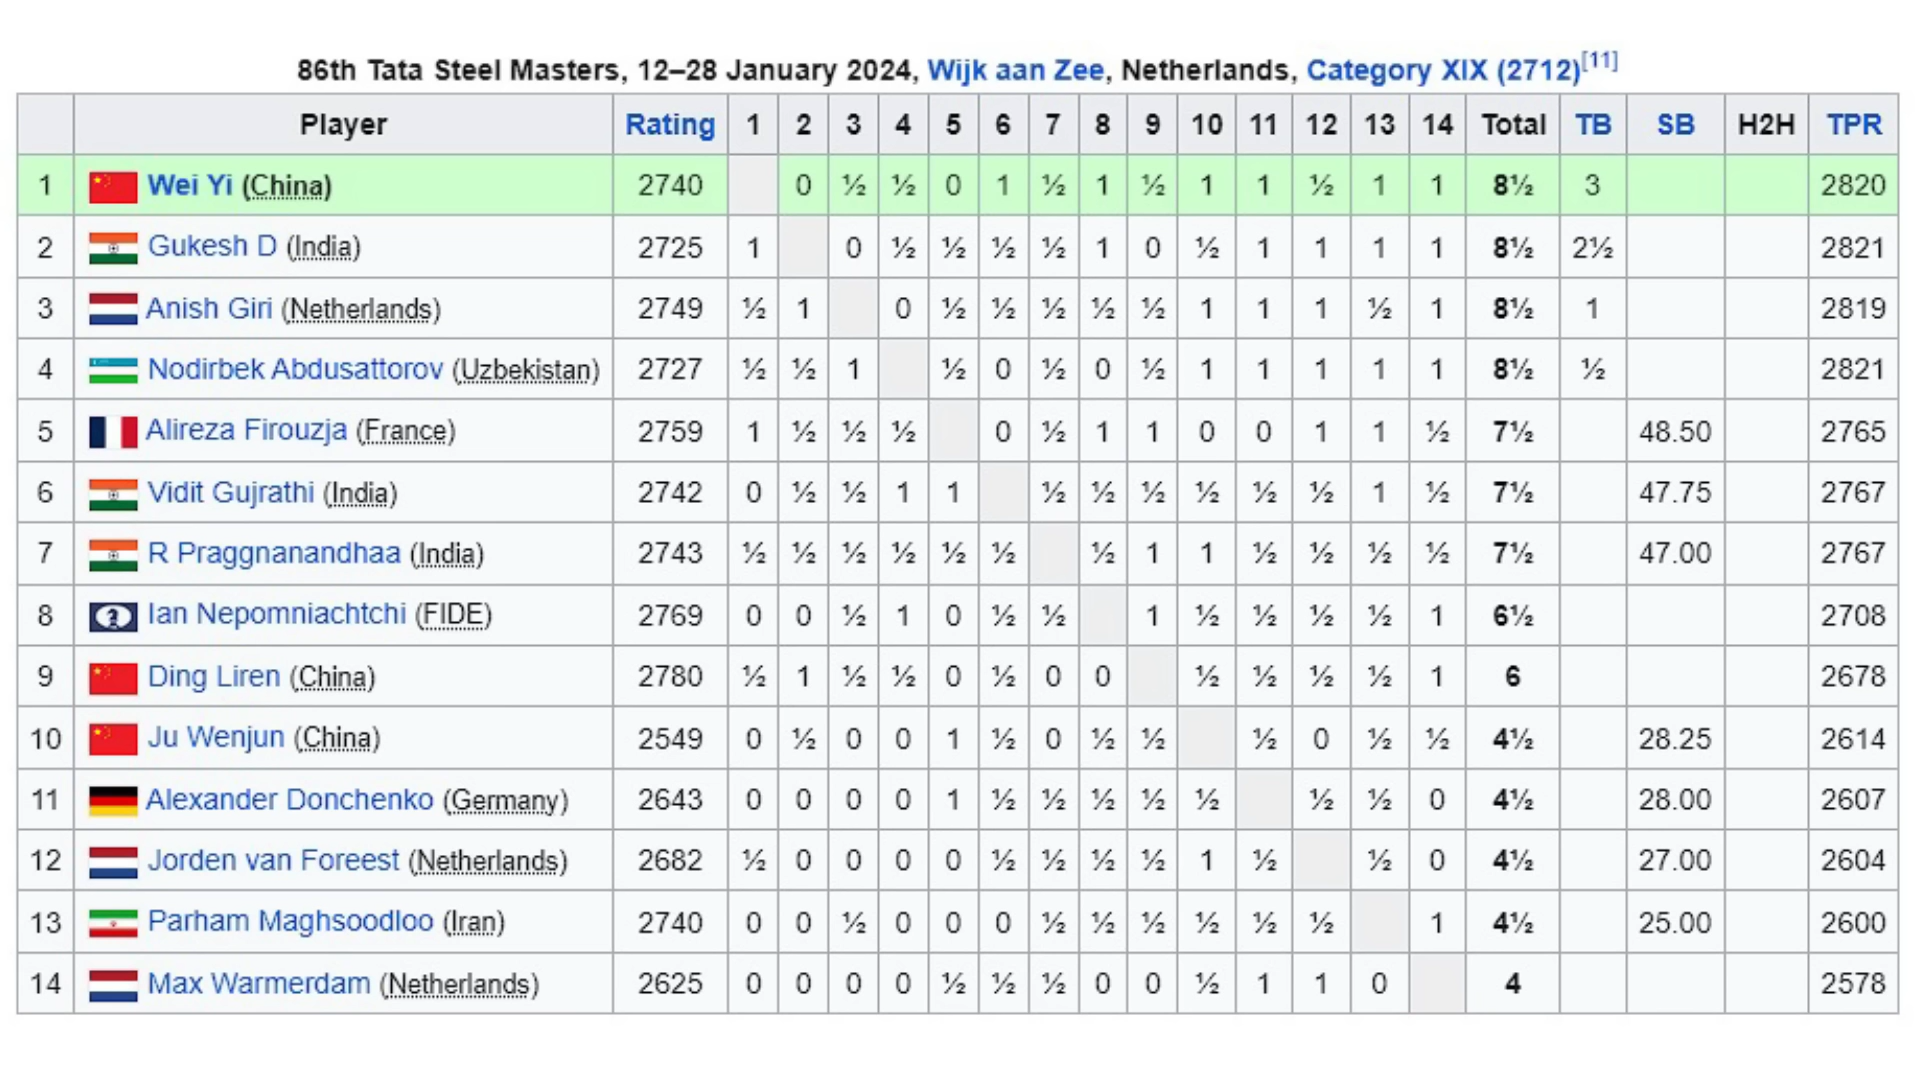 86th Tata Steel Masters, 12–28 January 2024, Wijk aan Zee, Netherlands, Category XIX (2712)[11]
Player Rating 1 2 3 4 5 6 7 8 9 10 11 12 13 14 Total TB SB H2H TPR
1 Wei Yi (China) 2740 0 ½ ½ 0 1 ½ 1 ½ 1 1 ½ 1 1 8½ 3 2820
2 Gukesh D (India) 2725 1 0 ½ ½ ½ ½ 1 0 ½ 1 1 1 1 8½ 2½ 2821
3 Anish Giri (Netherlands) 2749 ½ 1 0 ½ ½ ½ ½ ½ 1 1 1 ½ 1 8½ 1 2819
4 Nodirbek Abdusattorov (Uzbekistan) 2727 ½ ½ 1 ½ 0 ½ 0 ½ 1 1 1 1 1 8½ ½ 2821
5 Alireza Firouzja (France) 2759 1 ½ ½ ½ 0 ½ 1 1 0 0 1 1 ½ 7½ 48.50 2765
6 Vidit Gujrathi (India) 2742 0 ½ ½ 1 1 ½ ½ ½ ½ ½ ½ 1 ½ 7½ 47.75 2767
7 R Praggnanandhaa (India) 2743 ½ ½ ½ ½ ½ ½ ½ 1 1 ½ ½ ½ ½ 7½ 47.00 2767
8 Ian Nepomniachtchi (FIDE) 2769 0 0 ½ 1 0 ½ ½ 1 ½ ½ ½ ½ 1 6½ 2708
9 Ding Liren (China) 2780 ½ 1 ½ ½ 0 ½ 0 0 ½ ½ ½ ½ 1 6 2678
10 Ju Wenjun (China) 2549 0 ½ 0 0 1 ½ 0 ½ ½ ½ 0 ½ ½ 4½ 28.25 2614
11 Alexander Donchenko (Germany) 2643 0 0 0 0 1 ½ ½ ½ ½ ½ ½ ½ 0 4½ 28.00 2607
12 Jorden van Foreest (Netherlands) 2682 ½ 0 0 0 0 ½ ½ ½ ½ 1 ½ ½ 0 4½ 27.00 2604
13 Parham Maghsoodloo (Iran) 2740 0 0 ½ 0 0 0 ½ ½ ½ ½ ½ ½ 1 4½ 25.00 2600
14 Max Warmerdam (Netherlands) 2625 0 0 0 0 ½ ½ ½ 0 0 ½ 1 1 0 4 2578